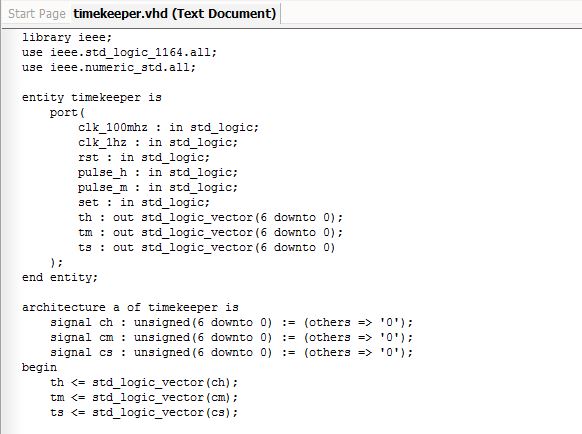 Start Page timekeeper.vhd (Text Document)
library ieee;
use ieee.std_logic_1164.all;
use ieee.numeric_std.all;
entity timekeeper is
    port(
        clk_100mhz : in std_logic;
        clk_1hz : in std_logic;
        rst : in std_logic;
        pulse_h : in std_logic;
        pulse_m : in std_logic;
        set : in std_logic;
        th : out std_logic_vector(6 downto 0);
        tm : out std_logic_vector(6 downto 0);
        ts : out std_logic_vector(6 downto 0)
    );
end entity;
architecture a of timekeeper is
    signal ch : unsigned(6 downto 0) := (others => '0');
    signal cm : unsigned(6 downto 0) := (others => '0');
    signal cs : unsigned(6 downto 0) := (others => '0');
begin
    th <= std_logic_vector(ch);
    tm <= std_logic_vector(cm);
    ts <= std_logic_vector(cs);